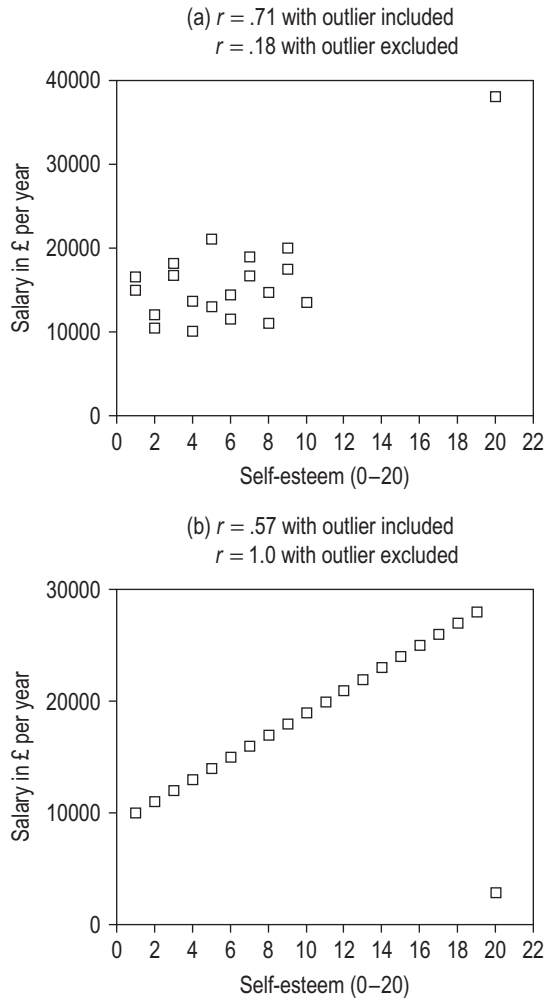 (a) r = .71 with outlier included
r = .18 with outlier excluded
40000
30000
20000
10000
0
Salary in £ per year
0 2 4 6 8 10 12 14 16 18 20 22
Self-esteem (0–20)
(b) r = .57 with outlier included
r = 1.0 with outlier excluded
30000
20000
10000
0
Salary in £ per year
0 2 4 6 8 10 12 14 16 18 20 22
Self-esteem (0–20)